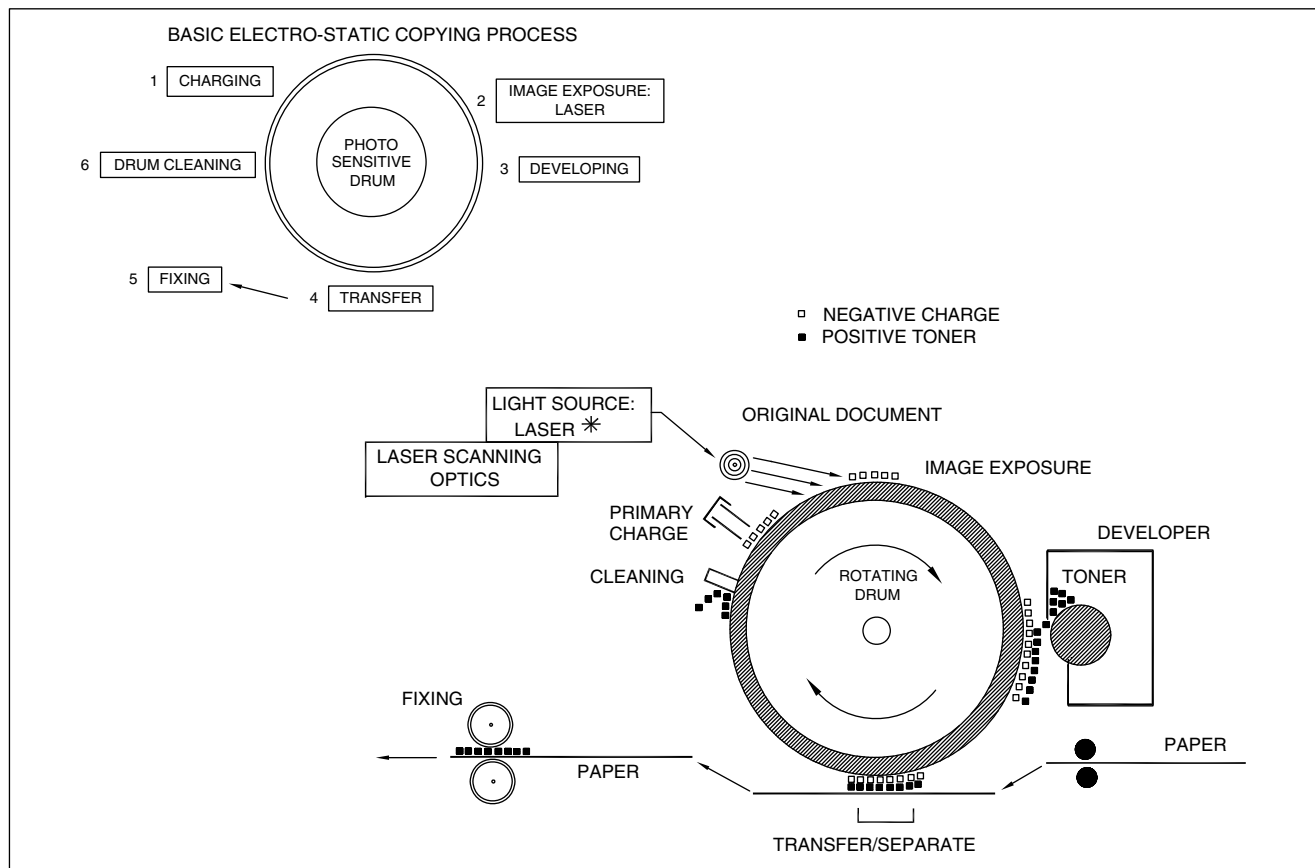 BASIC ELECTRO-STATIC COPYING PROCESS
1 CHARGING
2 IMAGE EXPOSURE:
LASER
PHOTO
SENSITIVE
DRUM
6 DRUM CLEANING
3 DEVELOPING
5 FIXING
4 TRANSFER
NEGATIVE CHARGE
POSITIVE TONER
LIGHT SOURCE:
LASER
ORIGINAL DOCUMENT
LASER SCANNING
OPTICS
IMAGE EXPOSURE
PRIMARY
CHARGE
DEVELOPER
CLEANING
ROTATING
DRUM
TONER
FIXING
PAPER
PAPER
TRANSFER/SEPARATE